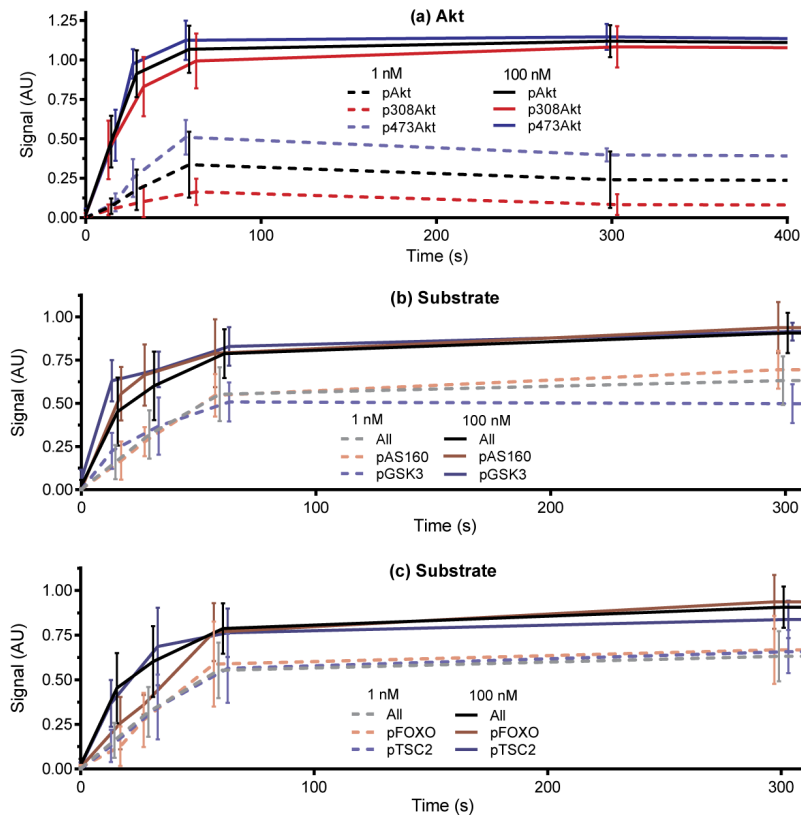 (a) Akt
1.25
1.00
0.75
0.50
0.25
0.00
Signal (AU)
1 nM 100 nM
pAkt pAkt
p308Akt p308Akt
p473Akt p473Akt
0 100 200 300 400
Time (s)
(b) Substrate
1.00
0.75
0.50
0.25
0.00
Signal (AU)
1 nM 100 nM
All All
pAS160 pAS160
pGSK3 pGSK3
0 100 200 300
Time (s)
(c) Substrate
1.00
0.75
0.50
0.25
0.00
Signal (AU)
1 nM 100 nM
All All
pFOXO pFOXO
pTSC2 pTSC2
0 100 200 300
Time (s)